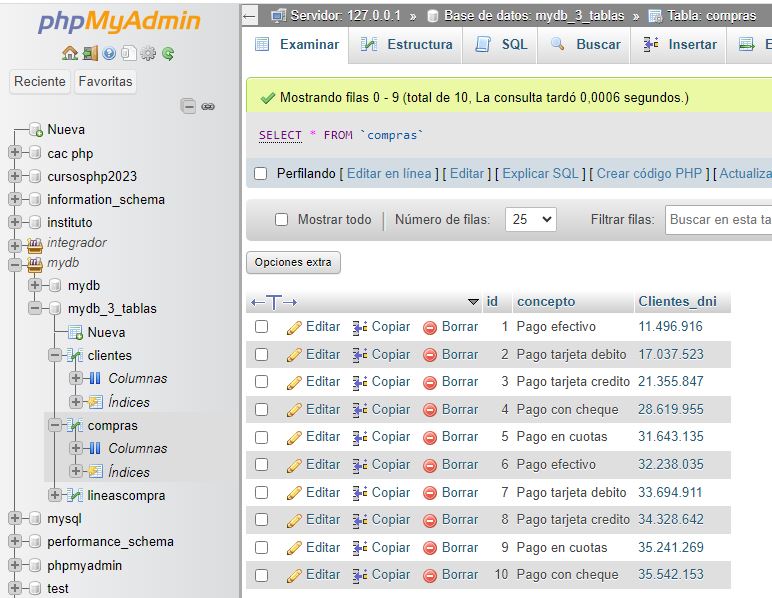 phpMyAdmin
Reciente Favoritas
Nueva
cac php
cursosphp2023
information_schema
instituto
integrador
mydb
mydb
mydb_3_tablas
Nueva
clientes
Columnas
Índices
compras
Columnas
Índices
lineascompra
mysql
performance_schema
phpmyadmin
test
Servidor: 127.0.0.1 » Base de datos: mydb_3_tablas » Tabla: compras
Examinar Estructura SQL Buscar Insertar E
Mostrando filas 0 - 9 (total de 10, La consulta tardó 0,0006 segundos.)
SELECT * FROM `compras`
Perfilando [ Editar en línea ] [ Editar ] [ Explicar SQL ] [ Crear código PHP ] [ Actualiza
Mostrar todo | Número de filas: 25 Filtrar filas: Buscar en esta ta
Opciones extra
←T→ id concepto Clientes_dni
Editar Copiar Borrar 1 Pago efectivo 11.496.916
Editar Copiar Borrar 2 Pago tarjeta debito 17.037.523
Editar Copiar Borrar 3 Pago tarjeta credito 21.355.847
Editar Copiar Borrar 4 Pago con cheque 28.619.955
Editar Copiar Borrar 5 Pago en cuotas 31.643.135
Editar Copiar Borrar 6 Pago efectivo 32.238.035
Editar Copiar Borrar 7 Pago tarjeta debito 33.694.911
Editar Copiar Borrar 8 Pago tarjeta credito 34.328.642
Editar Copiar Borrar 9 Pago en cuotas 35.241.269
Editar Copiar Borrar 10 Pago con cheque 35.542.153